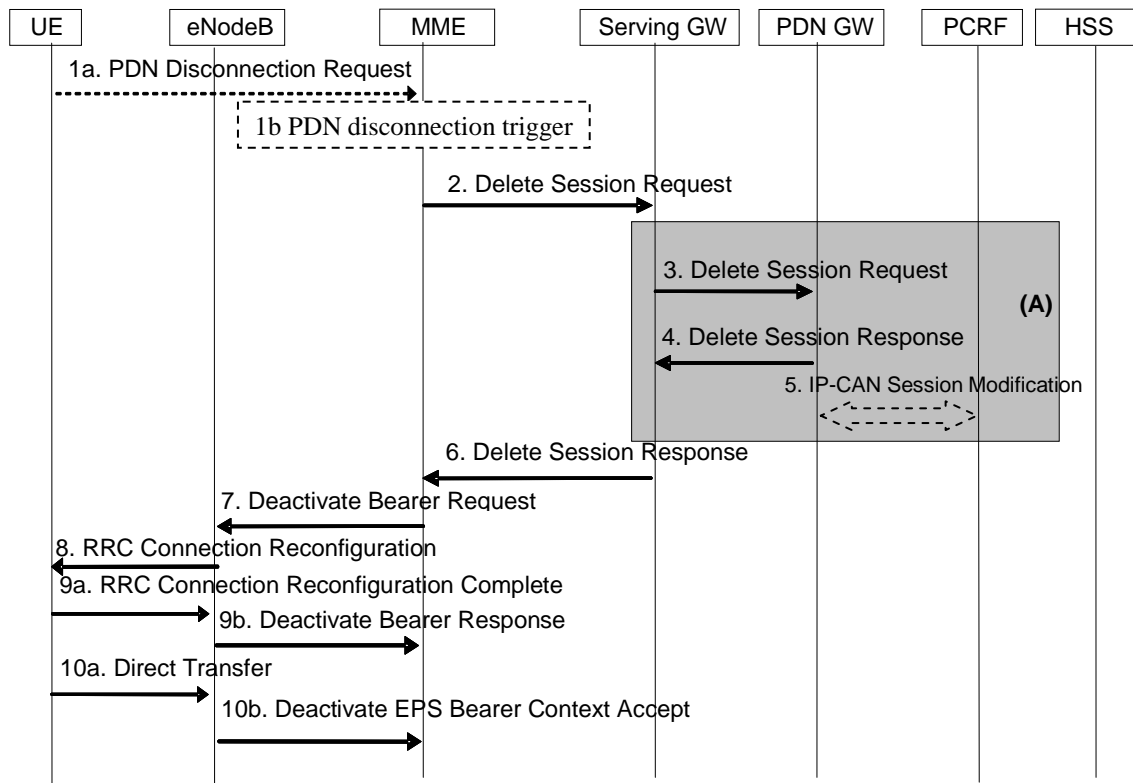 UE
eNodeB
MME
Serving GW
PDN GW
PCRF
HSS
1a. PDN Disconnection Request
1b PDN disconnection trigger
2. Delete Session Request
3. Delete Session Request
(A)
4. Delete Session Response
5. IP-CAN Session Modification
6. Delete Session Response
7. Deactivate Bearer Request
8. RRC Connection Reconfiguration
9a. RRC Connection Reconfiguration Complete
9b. Deactivate Bearer Response
10a. Direct Transfer
10b. Deactivate EPS Bearer Context Accept